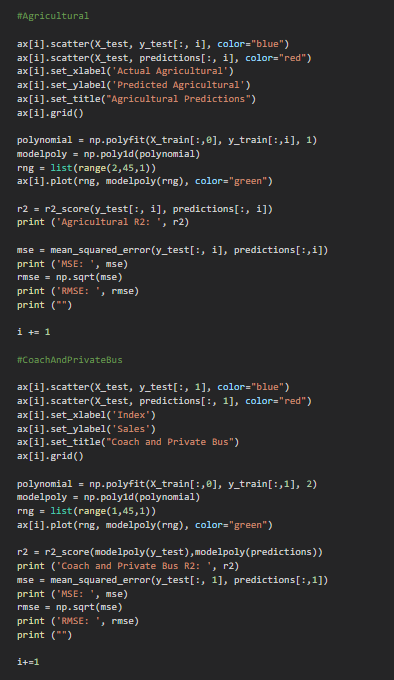 #Agricultural
ax[i].scatter(X_test, y_test[:, i], color="blue")
ax[i].scatter(X_test, predictions[:, i], color="red")
ax[i].set_xlabel('Actual Agricultural')
ax[i].set_ylabel('Predicted Agricultural')
ax[i].set_title("Agricultural Predictions")
ax[i].grid()
polynomial = np.polyfit(X_train[:,0], y_train[:,i], 1)
modelpoly = np.poly1d(polynomial)
rng = list(range(2,45,1))
ax[i].plot(rng, modelpoly(rng), color="green")
r2 = r2_score(y_test[:, i], predictions[:, i])
print ('Agricultural R2: ', r2)
mse = mean_squared_error(y_test[:, i], predictions[:,i])
print ('MSE: ', mse)
rmse = np.sqrt(mse)
print ('RMSE: ', rmse)
print ("")
i += 1
#CoachAndPrivateBus
ax[i].scatter(X_test, y_test[:, 1], color="blue")
ax[i].scatter(X_test, predictions[:, 1], color="red")
ax[i].set_xlabel('Index')
ax[i].set_ylabel('Sales')
ax[i].set_title("Coach and Private Bus")
ax[i].grid()
polynomial = np.polyfit(X_train[:,0], y_train[:,1], 2)
modelpoly = np.poly1d(polynomial)
rng = list(range(1,45,1))
ax[i].plot(rng, modelpoly(rng), color="green")
r2 = r2_score(modelpoly(y_test),modelpoly(predictions))
print ('Coach and Private Bus R2: ', r2)
mse = mean_squared_error(y_test[:, 1], predictions[:,1])
print ('MSE: ', mse)
rmse = np.sqrt(mse)
print ('RMSE: ', rmse)
print ("")
i+=1